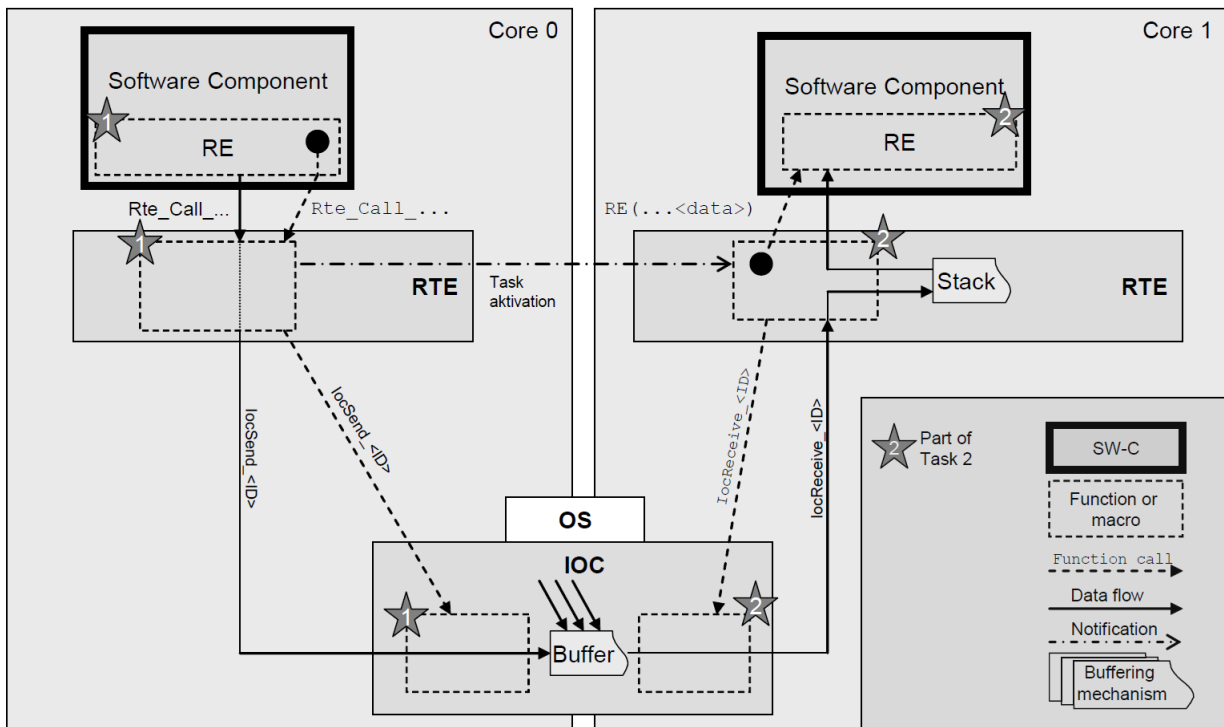 Core 0
Software Component
1
RE
Rte_Call_...
Rte_Call_...
1
RTE
Task
aktivation
IocSend_<ID>
IocSend_<ID>
Core 1
Software Component
2
RE
RE(...<data>)
2
Stack
RTE
IocReceive_<ID>
IocReceive_<ID>
OS
IOC
1
Buffer
2
2
Part of
Task 2
SW-C
Function or
macro
Function call
Data flow
Notification
Buffering
mechanism